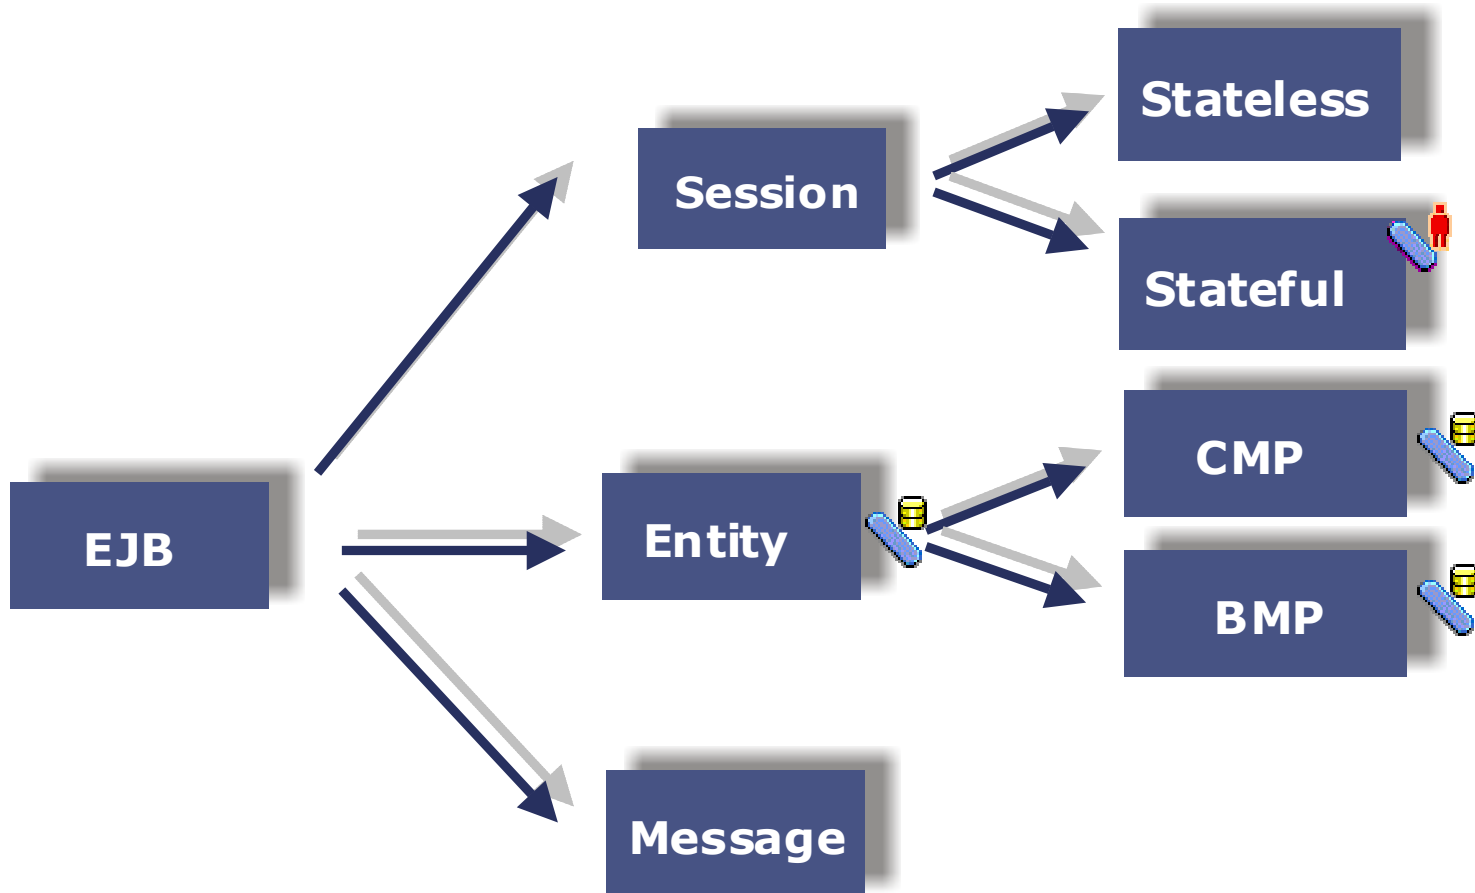 Stateless
Session
Stateful
CMP
Entity
EJB
BMP
Message